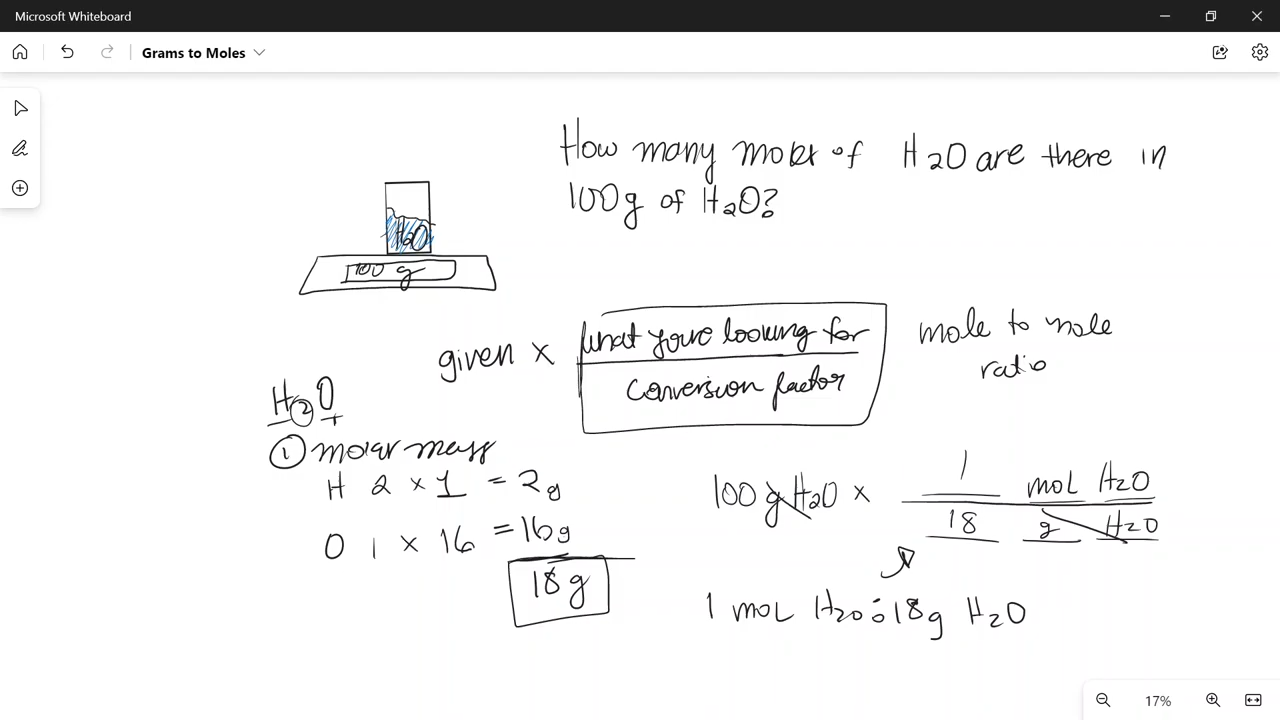 Microsoft Whiteboard
Grams to Moles
How many moles of H2O are there in
100g of H2O?
H2O
100 g
given × what you're looking for
conversion factor
mole to mole
ratio
H2O
① molar mass
H 2 × 1 = 2g
O 1 × 16 = 16g
18g
100 g H2O × 1 mol H2O
18 g H2O
1 mol H2O : 18g H2O
17%